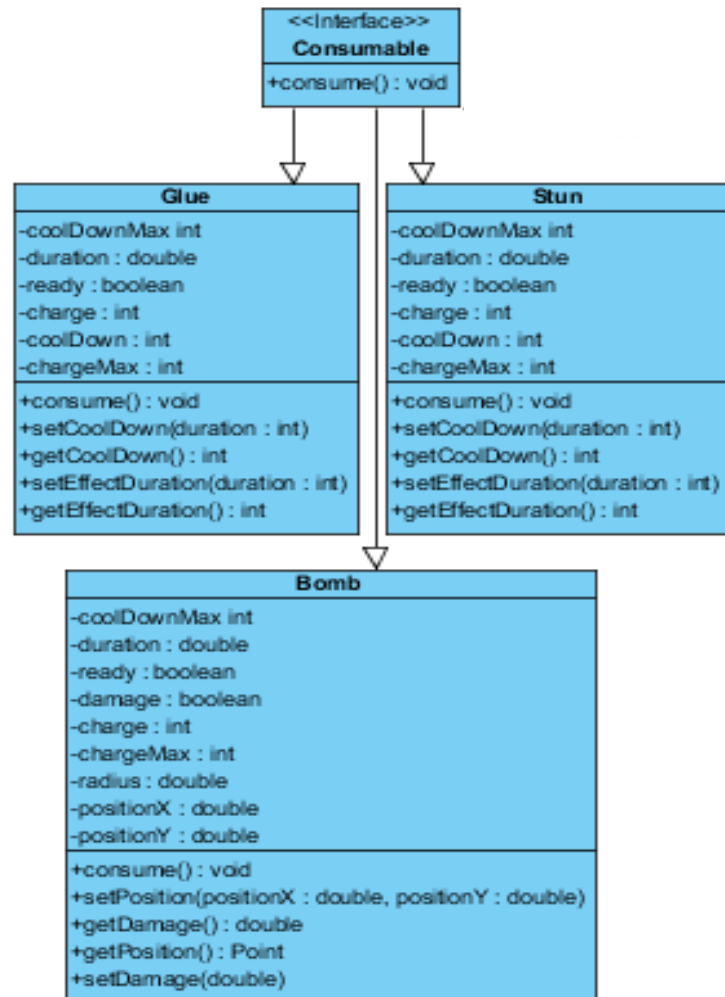 <<Interface>>
Consumable
+consume() : void
Glue
-coolDownMax int
-duration : double
-ready : boolean
-charge : int
-coolDown : int
-chargeMax : int
+consume() : void
+setCoolDown(duration : int)
+getCoolDown() : int
+setEffectDuration(duration : int)
+getEffectDuration() : int
Stun
-coolDownMax int
-duration : double
-ready : boolean
-charge : int
-coolDown : int
-chargeMax : int
+consume() : void
+setCoolDown(duration : int)
+getCoolDown() : int
+setEffectDuration(duration : int)
+getEffectDuration() : int
Bomb
-coolDownMax int
-duration : double
-ready : boolean
-damage : boolean
-charge : int
-chargeMax : int
-radius : double
-positionX : double
-positionY : double
+consume() : void
+setPosition(positionX : double, positionY : double)
+getDamage() : double
+getPosition() : Point
+setDamage(double)